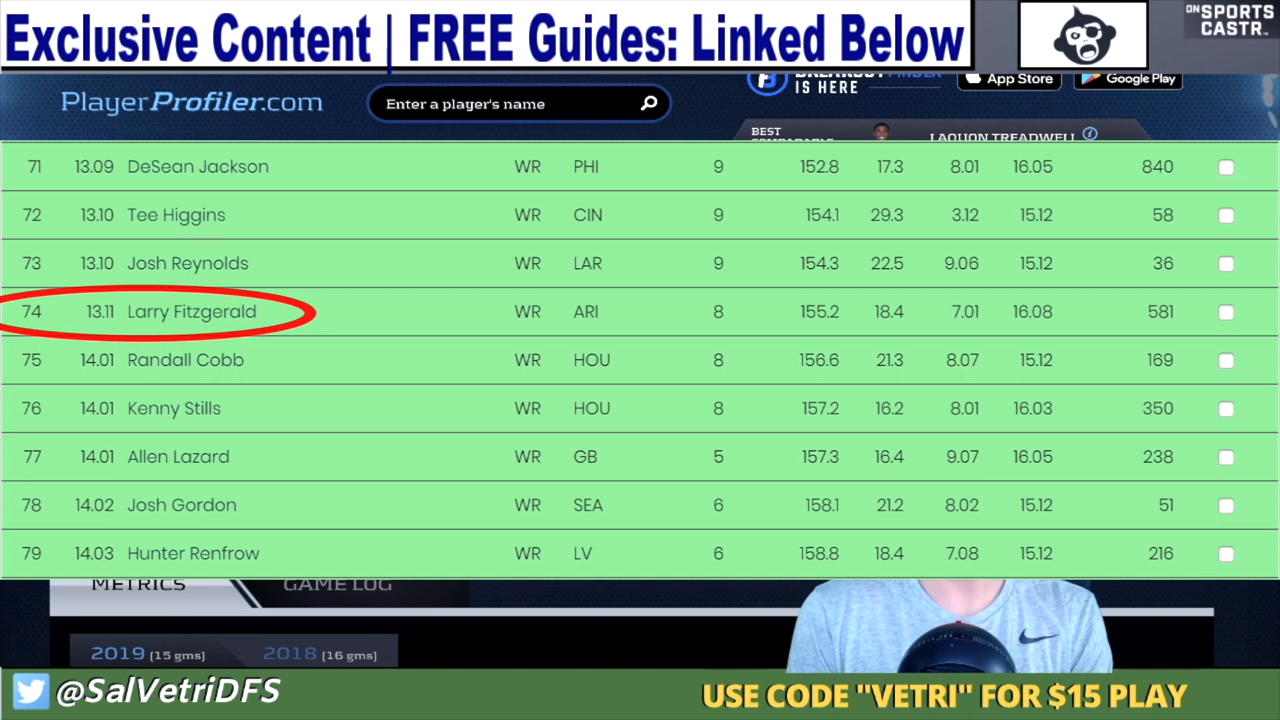 Exclusive Content | FREE Guides: Linked Below
ON SPORTS
CASTR
IS HERE
App Store
Google Play
PlayerProfiler.com
Enter a player's name
BEST
LAQUON TREADWELL
71 13.09 DeSean Jackson WR PHI 9 152.8 17.3 8.01 16.05 840
72 13.10 Tee Higgins WR CIN 9 154.1 29.3 3.12 15.12 58
73 13.10 Josh Reynolds WR LAR 9 154.3 22.5 9.06 15.12 36
74 13.11 Larry Fitzgerald WR ARI 8 155.2 18.4 7.01 16.08 581
75 14.01 Randall Cobb WR HOU 8 156.6 21.3 8.07 15.12 169
76 14.01 Kenny Stills WR HOU 8 157.2 16.2 8.01 16.03 350
77 14.01 Allen Lazard WR GB 5 157.3 16.4 9.07 16.05 238
78 14.02 Josh Gordon WR SEA 6 158.1 21.2 8.02 15.12 51
79 14.03 Hunter Renfrow WR LV 6 158.8 18.4 7.08 15.12 216
METRICS GAME LOG
2019 (15 gms) 2018 [16 gms]
@SalVetriDFS
USE CODE "VETRI" FOR $15 PLAY